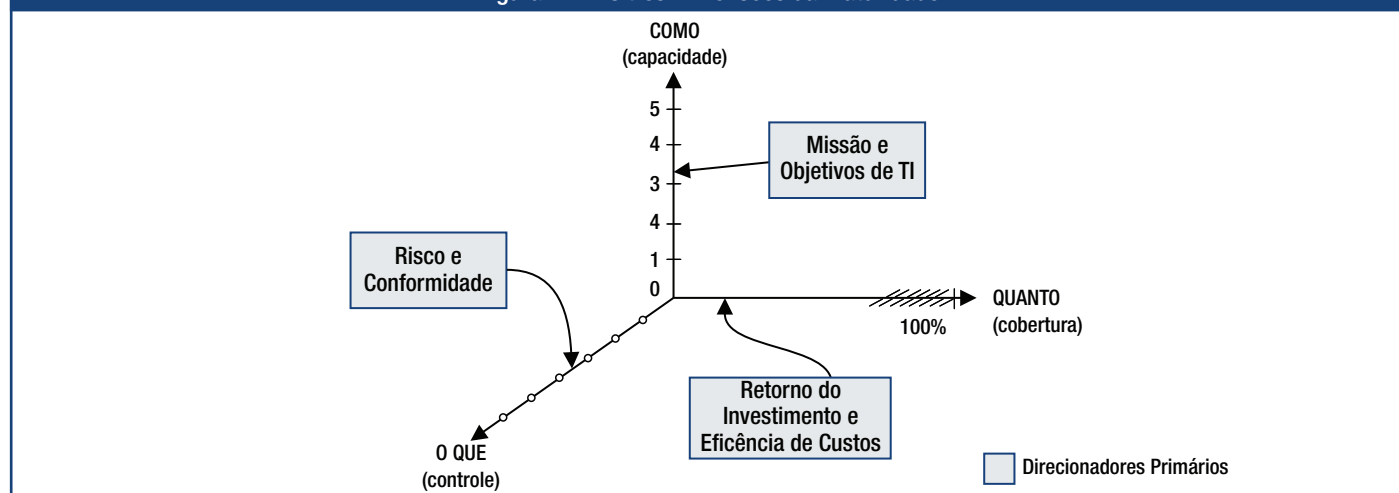 COMO
(capacidade)
5
4
3
4
1
0
Missão e
Objetivos de TI
Risco e
Conformidade
QUANTO
(cobertura)
100%
Retorno do
Investimento e
Eficência de Custos
O QUE
(controle)
Direcionadores Primários